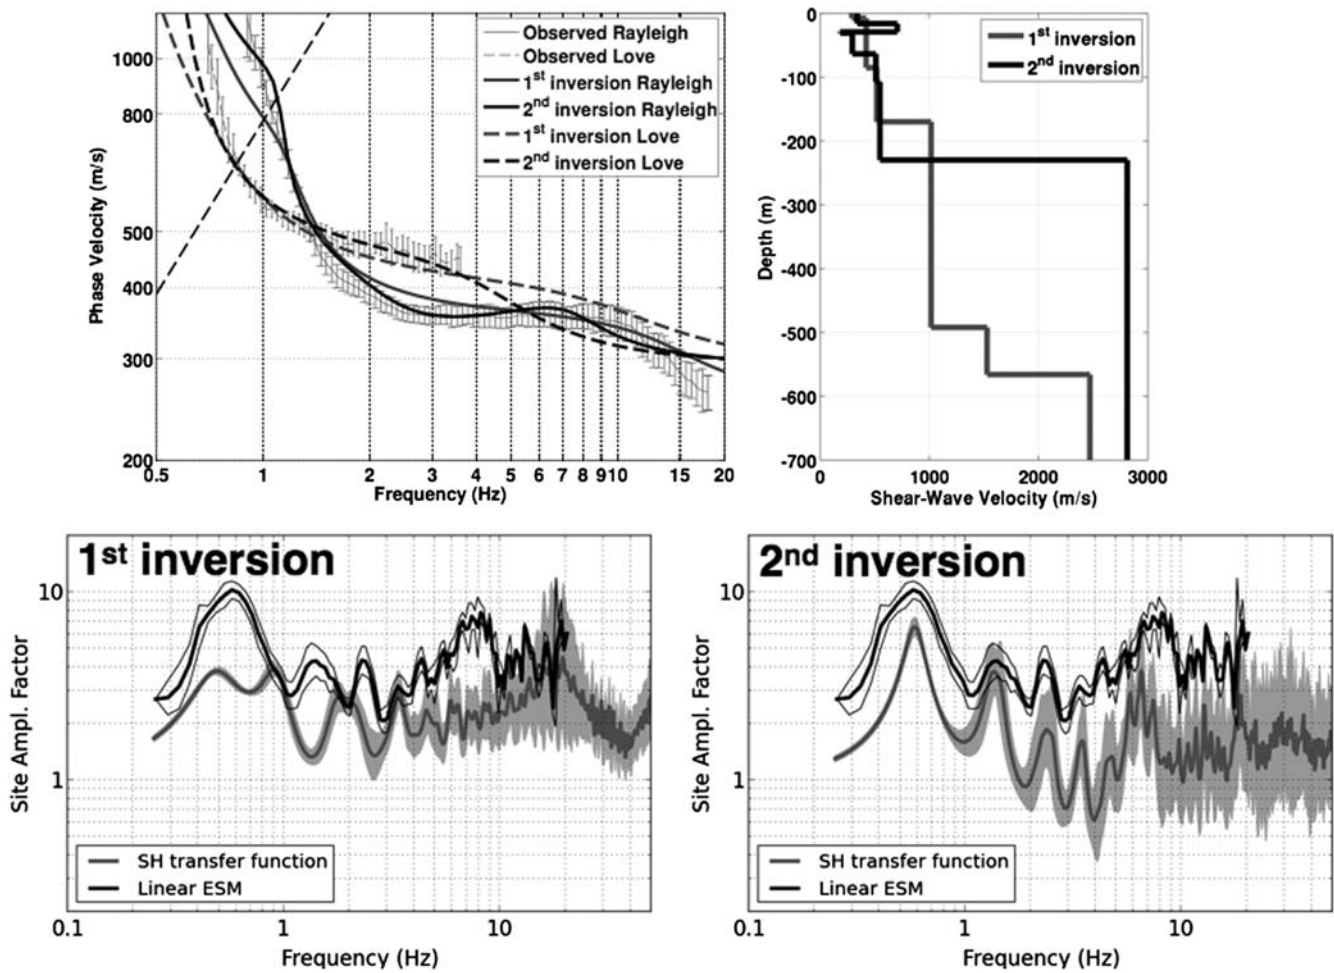 1000
800
500
400
300
200
Phase Velocity (m/s)
0.5 1 2 3 4 5 6 7 8 9 10 15 20
Frequency (Hz)
Observed Rayleigh
Observed Love
1st inversion Rayleigh
2nd inversion Rayleigh
1st inversion Love
2nd inversion Love
0
-100
-200
-300
-400
-500
-600
-700
Depth (m)
0 1000 2000 3000
Shear-Wave Velocity (m/s)
1st inversion
2nd inversion
1st inversion
10
1
Site Ampl. Factor
SH transfer function
Linear ESM
0.1 1 10
Frequency (Hz)
2nd inversion
10
1
Site Ampl. Factor
SH transfer function
Linear ESM
0.1 1 10
Frequency (Hz)